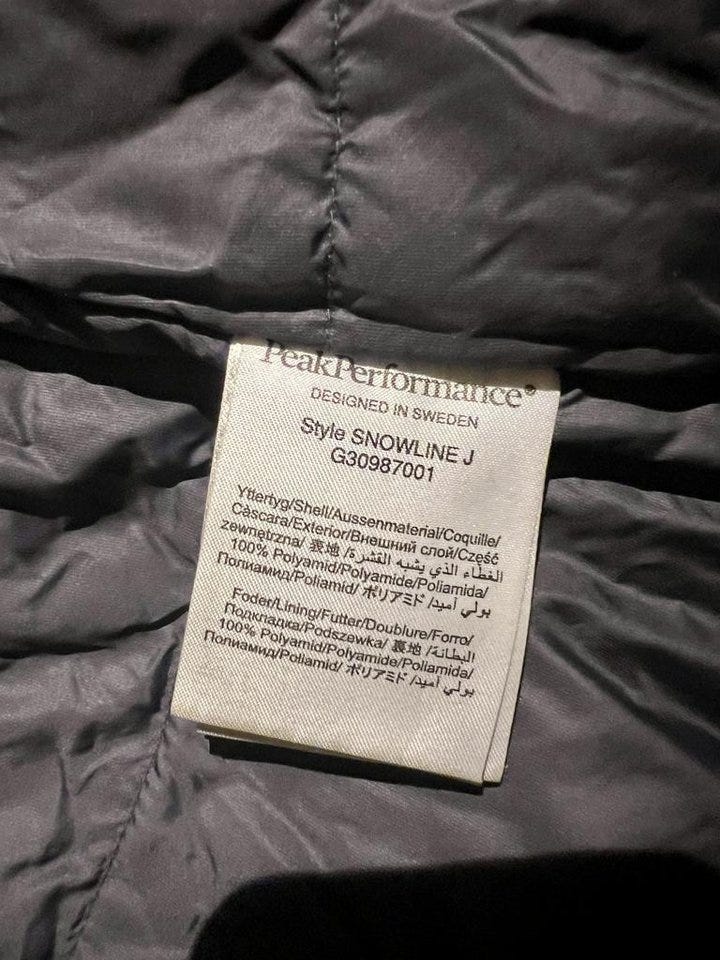 PeakPerformance®
DESIGNED IN SWEDEN
Style SNOWLINE J
G30987001
Yttertyg/Shell/Aussenmaterial/Coquille/
Càscara/Exterior/Внешний слой/Część
zewnętrzna/ 表地 /الغطاء الذي يشبه القشرة
100% Polyamid/Polyamide/Poliamida/
Полиамид/Poliamid/ ポリアミド /بولي أميد
Foder/Lining/Futter/Doublure/Forro/
Подкладка/Podszewka/ 裏地 /البطانة
100% Polyamid/Polyamide/Poliamida/
Полиамид/Poliamid/ ポリアミド /بولي أميد